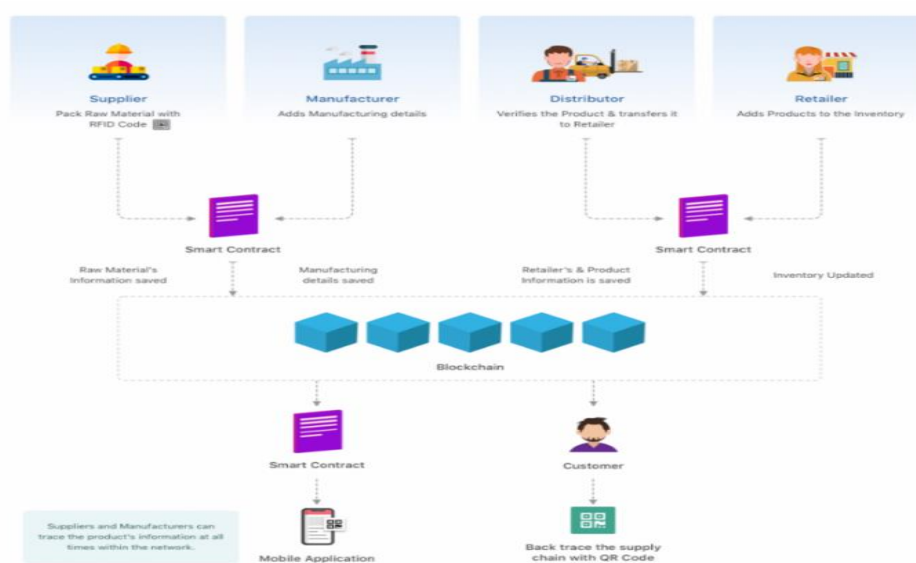 Supplier
Pack Raw Material with
RFID Code
Manufacturer
Adds Manufacturing details
Distributor
Verifies the Product & transfers it
to Retailer
Retailer
Adds Products to the Inventory
Smart Contract
Smart Contract
Raw Material's
Information saved
Manufacturing
details saved
Retailer's & Product
Information is saved
Inventory Updated
Blockchain
Smart Contract
Customer
Suppliers and Manufacturers can
trace the product's information at all
times within the network.
Mobile Application
Back trace the supply
chain with QR Code